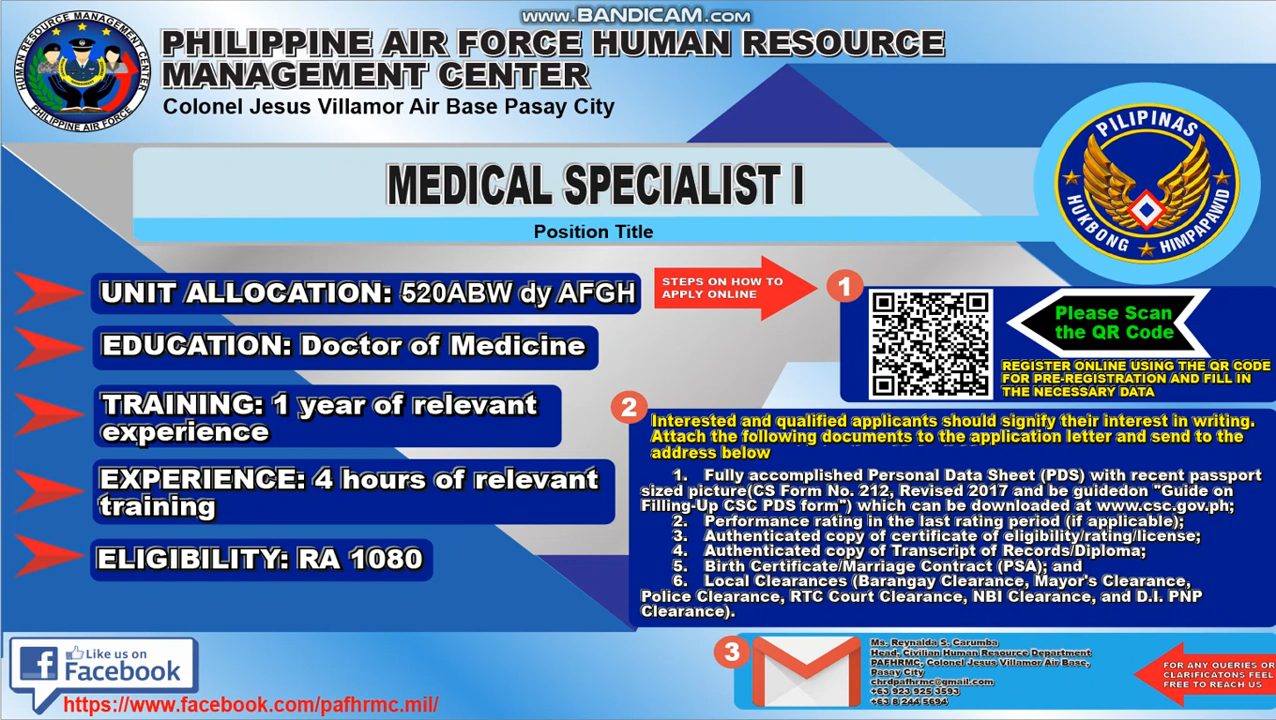 www.BANDICAM.com
HUMAN RESOURCE MANAGEMENT CENTER
PHILIPPINE AIR FORCE
PHILIPPINE AIR FORCE HUMAN RESOURCE
MANAGEMENT CENTER
Colonel Jesus Villamor Air Base Pasay City
PILIPINAS
HUKBONG HIMPAPAWID
MEDICAL SPECIALIST I
Position Title
UNIT ALLOCATION: 520ABW dy AFGH
EDUCATION: Doctor of Medicine
TRAINING: 1 year of relevant
experience
EXPERIENCE: 4 hours of relevant
training
ELIGIBILITY: RA 1080
STEPS ON HOW TO
APPLY ONLINE
1
Please Scan
the QR Code
REGISTER ONLINE USING THE QR CODE
FOR PRE-REGISTRATION AND FILL IN
THE NECESSARY DATA
2
Interested and qualified applicants should signify their interest in writing.
Attach the following documents to the application letter and send to the
address below
1. Fully accomplished Personal Data Sheet (PDS) with recent passport
sized picture(CS Form No. 212, Revised 2017 and be guidedon "Guide on
Filling-Up CSC PDS form") which can be downloaded at www.csc.gov.ph;
2. Performance rating in the last rating period (if applicable);
3. Authenticated copy of certificate of eligibility/rating/license;
4. Authenticated copy of Transcript of Records/Diploma;
5. Birth Certificate/Marriage Contract (PSA); and
6. Local Clearances (Barangay Clearance, Mayor's Clearance,
Police Clearance, RTC Court Clearance, NBI Clearance, and D.I. PNP
Clearance).
3
Ms. Reynalda S. Carumba
Head, Civilian Human Resource Department
PAFHRMC, Colonel Jesus Villamor Air Base,
Pasay City
chrdpafhrmc@gmail.com
+63 923 925 3593
+63 8 244 5694
FOR ANY QUERIES OR
CLARIFICATONS FEEL
FREE TO REACH US
Like us on
Facebook
https://www.facebook.com/pafhrmc.mil/